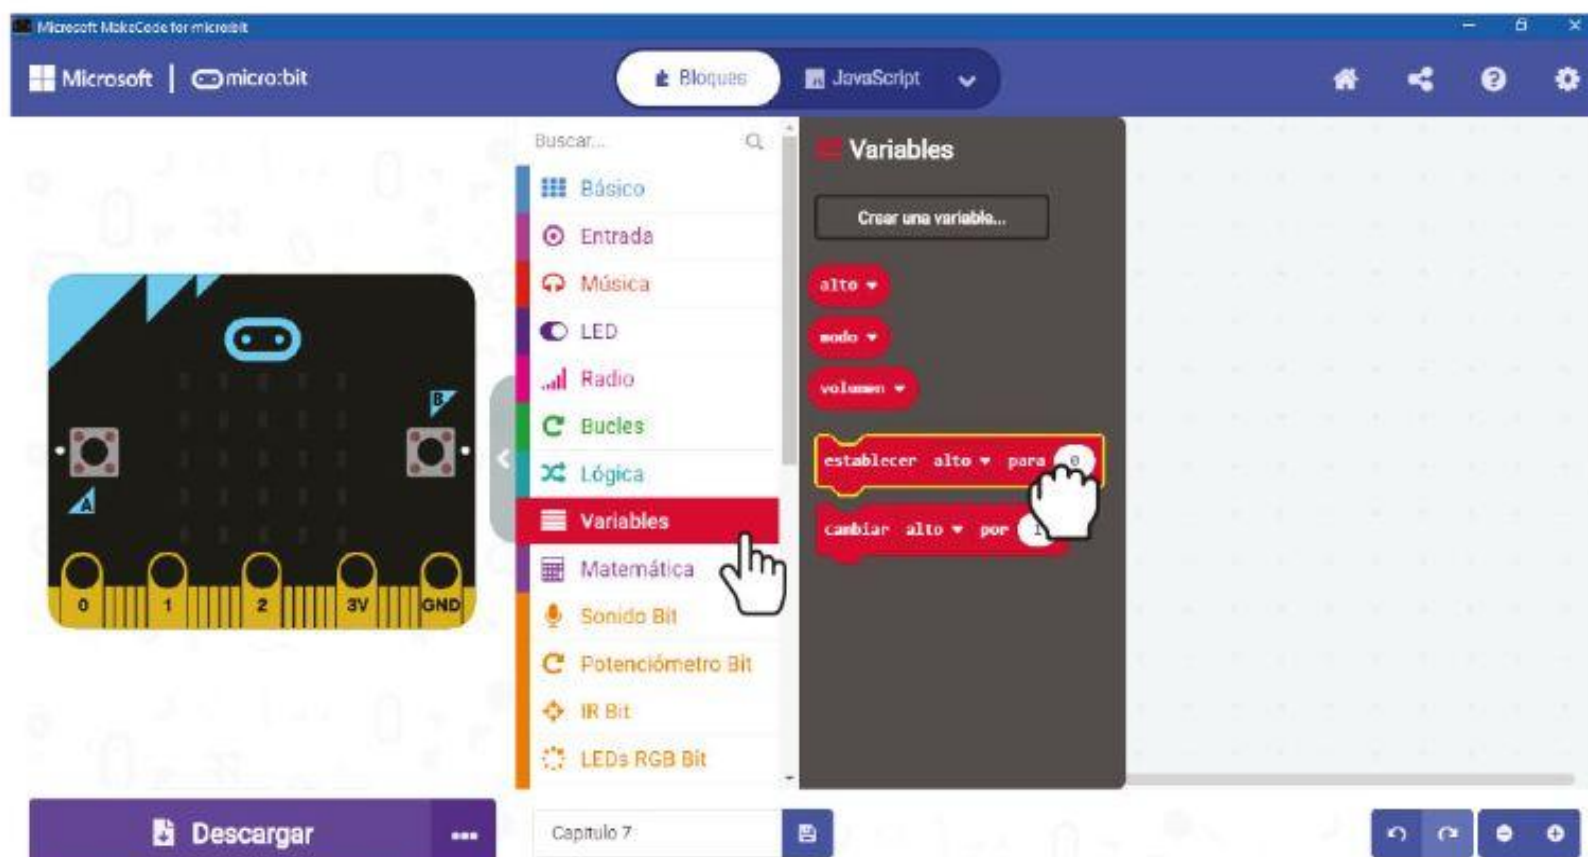 Microsoft MakeCode for micro:bit
Microsoft | micro:bit
Bloques
JavaScript
Buscar...
Básico
Entrada
Música
LED
Radio
Bucles
Lógica
Variables
Matemática
Sonido Bit
Potenciómetro Bit
IR Bit
LEDs RGB Bit
Variables
Crear una variable...
alto
modo
volumen
establecer alto para 0
cambiar alto por 1
A
B
0 1 2 3V GND
Descargar
Capitulo 7